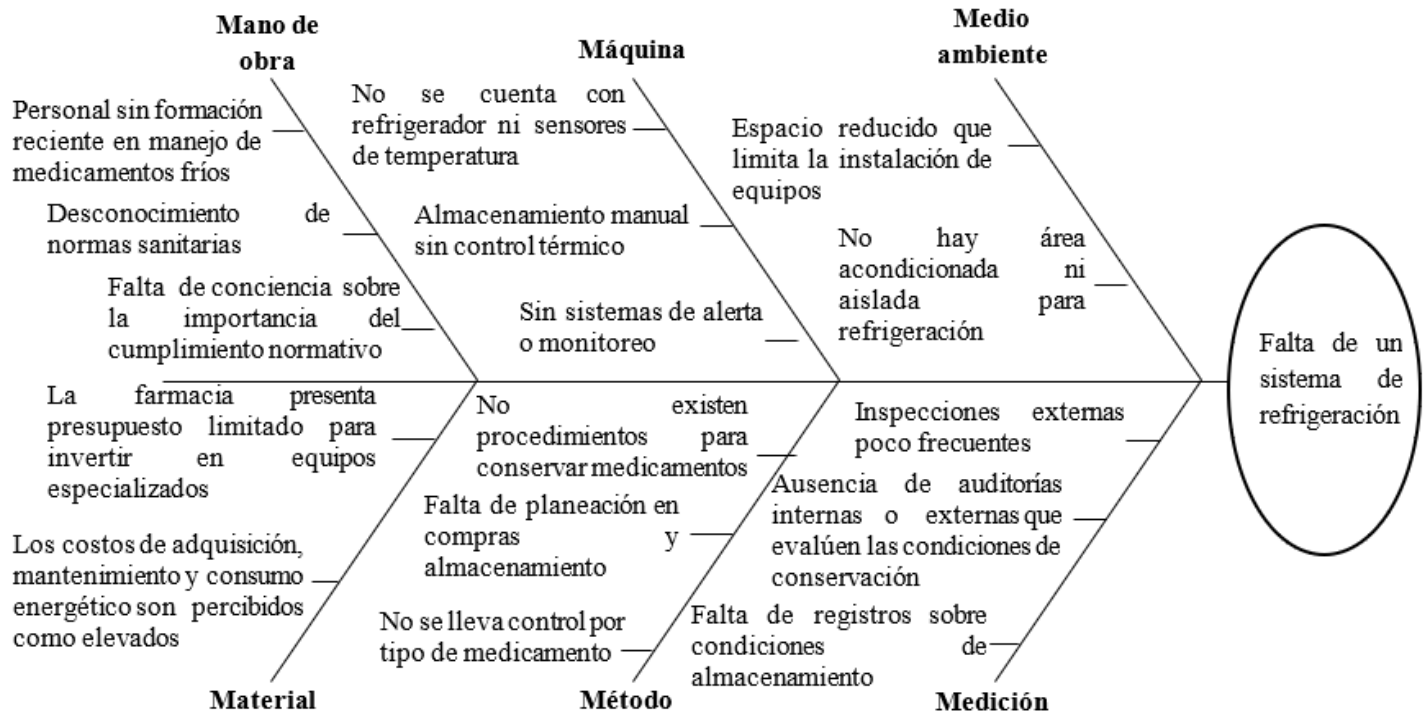 Mano de
obra
Personal sin formación
reciente en manejo de
medicamentos fríos
Desconocimiento de
normas sanitarias
Falta de conciencia sobre
la importancia del
cumplimiento normativo
Máquina
No se cuenta con
refrigerador ni sensores
de temperatura
Almacenamiento manual
sin control térmico
Sin sistemas de alerta
o monitoreo
Medio
ambiente
Espacio reducido que
limita la instalación de
equipos
No hay área
acondicionada ni
aislada para
refrigeración
Falta de un
sistema de
refrigeración
La farmacia presenta
presupuesto limitado para
invertir en equipos
especializados
Los costos de adquisición,
mantenimiento y consumo
energético son percibidos
como elevados
Material
No existen
procedimientos para
conservar medicamentos
Falta de planeación en
compras y
almacenamiento
No se lleva control por
tipo de medicamento
Método
Inspecciones externas
poco frecuentes
Ausencia de auditorías
internas o externas que
evalúen las condiciones de
conservación
Falta de registros sobre
condiciones de
almacenamiento
Medición